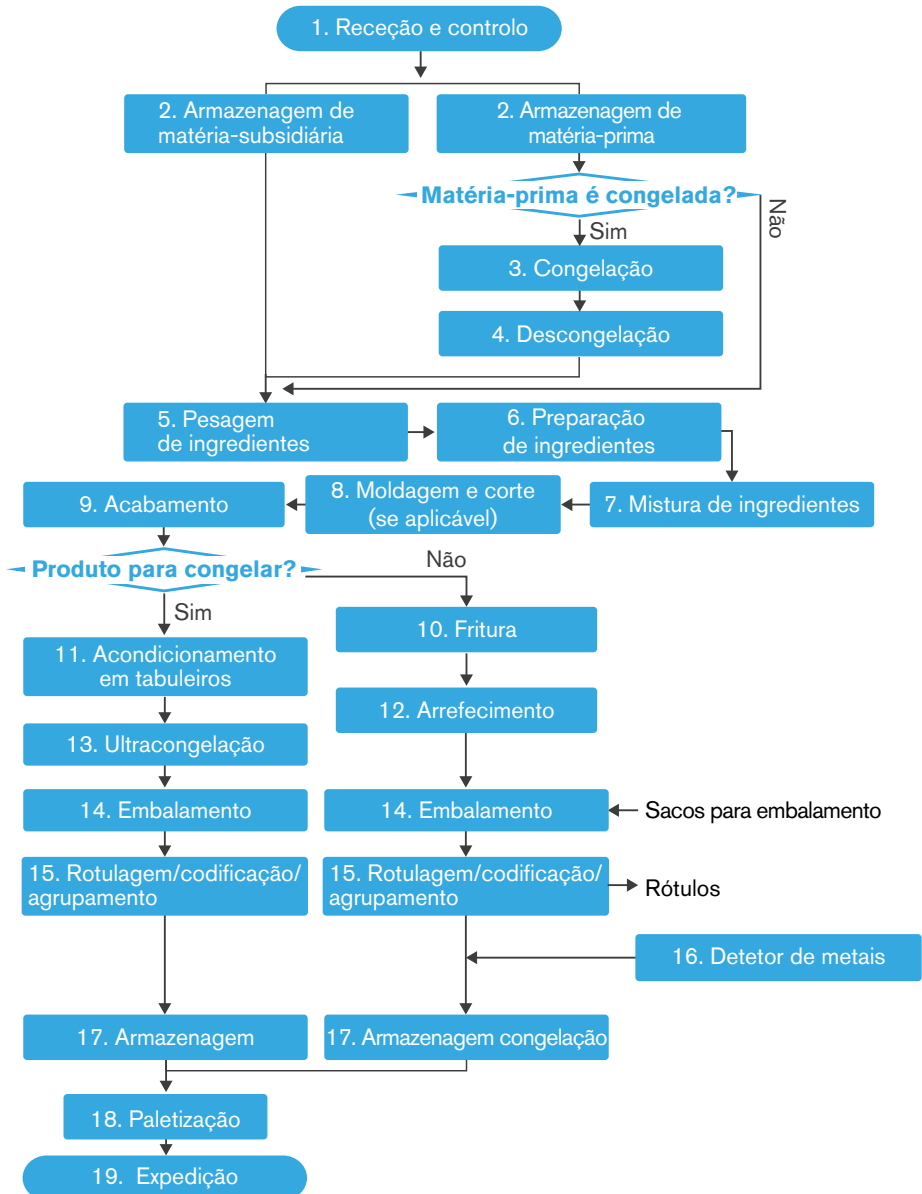 1. Receção e controlo
2. Armazenagem de
matéria-subsidiária
2. Armazenagem de
matéria-prima
Matéria-prima é congelada?
Não
Sim
3. Congelação
4. Descongelação
5. Pesagem
de ingredientes
6. Preparação
de ingredientes
7. Mistura de ingredientes
8. Moldagem e corte
(se aplicável)
9. Acabamento
Produto para congelar?
Não
Sim
10. Fritura
11. Acondicionamento
em tabuleiros
12. Arrefecimento
13. Ultracongelação
14. Embalamento
14. Embalamento
Sacos para embalamento
15. Rotulagem/codificação/
agrupamento
15. Rotulagem/codificação/
agrupamento
Rótulos
16. Detetor de metais
17. Armazenagem
17. Armazenagem congelação
18. Paletização
19. Expedição